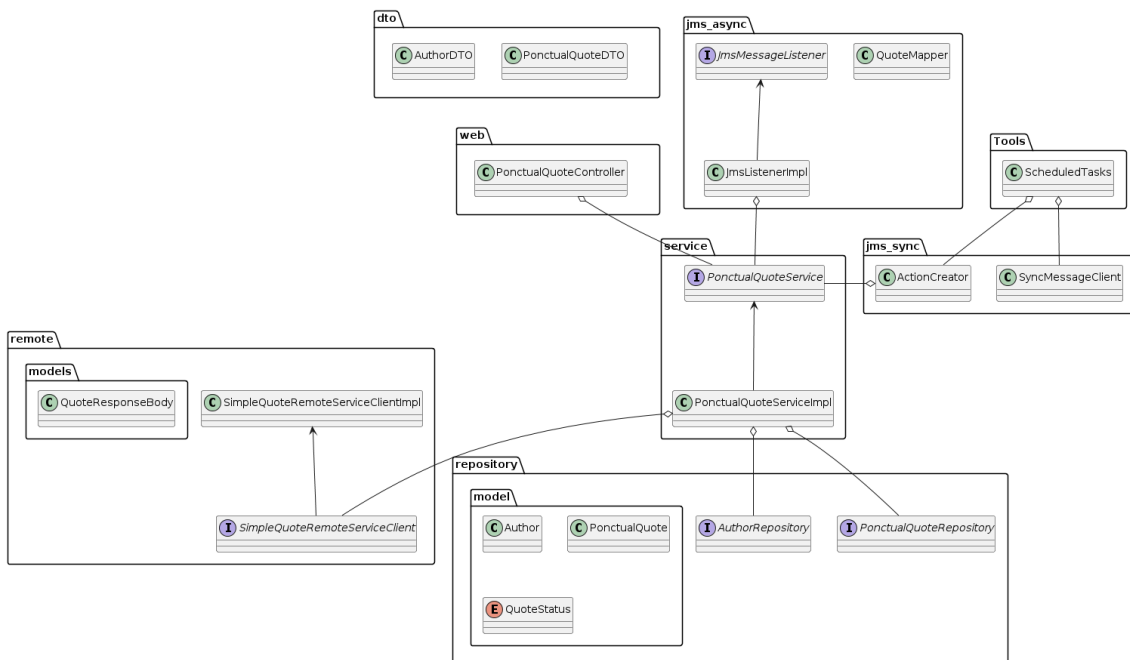 dto
C AuthorDTO
C PonctualQuoteDTO
jms_async
I JmsMessageListener
C QuoteMapper
C JmsListenerImpl
web
C PonctualQuoteController
Tools
C ScheduledTasks
service
I PonctualQuoteService
C PonctualQuoteServiceImpl
jms_sync
C ActionCreator
C SyncMessageClient
remote
models
C QuoteResponseBody
C SimpleQuoteRemoteServiceClientImpl
I SimpleQuoteRemoteServiceClient
repository
model
C Author
C PonctualQuote
E QuoteStatus
I AuthorRepository
I PonctualQuoteRepository